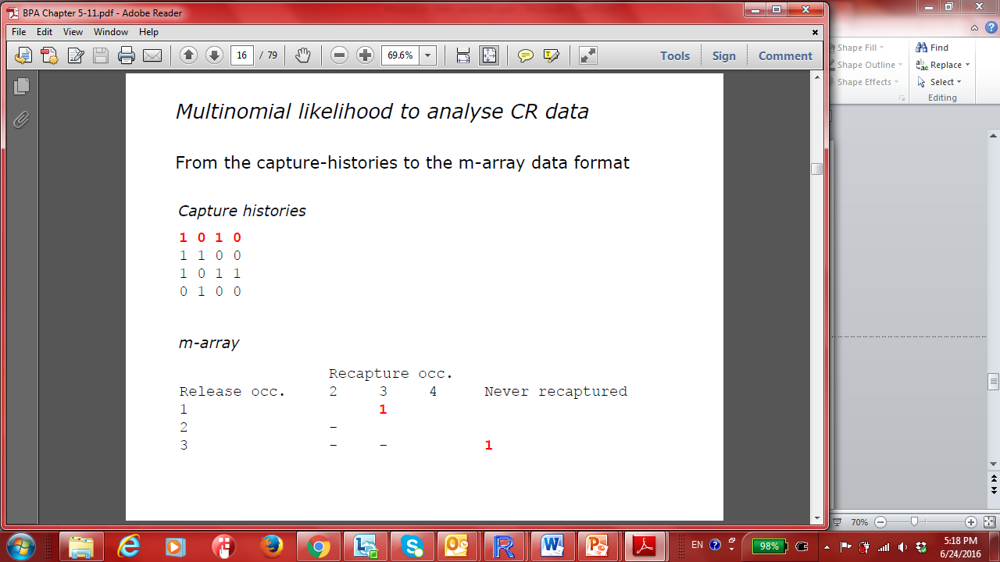 BPA Chapter 5-11.pdf - Adobe Reader
File Edit View Window Help
16 / 79 69.6% Tools Sign Comment
Shape Fill Find
Shape Outline Replace
Shape Effects Select
Editing
Multinomial likelihood to analyse CR data
From the capture-histories to the m-array data format
Capture histories
1 0 1 0
1 1 0 0
1 0 1 1
0 1 0 0
m-array
Recapture occ.
Release occ. 2 3 4 Never recaptured
1 1
2 -
3 - - 1
70%
EN 98% 5:18 PM
6/24/2016